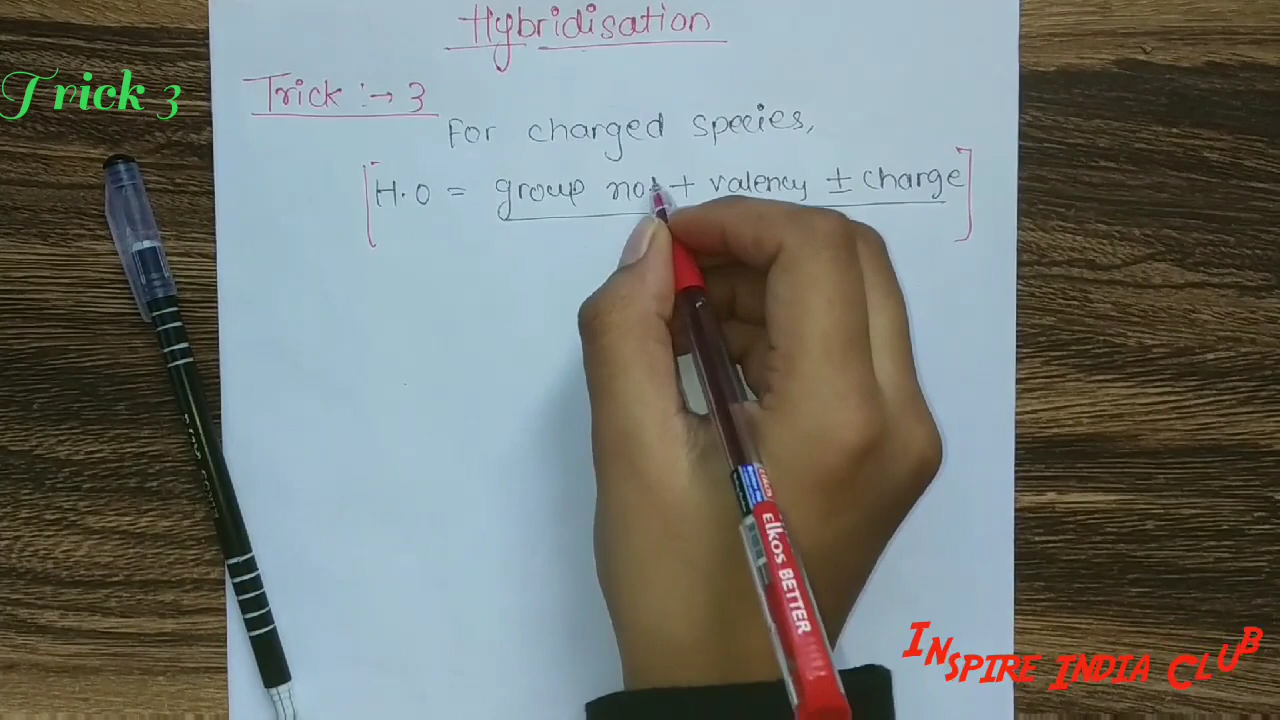 Hybridisation
Trick 3
Trick :→ 3
For charged species,
[H.O = group no + valency ± charge]
Elkos BETTER
INSPIRE INDIA CLUB